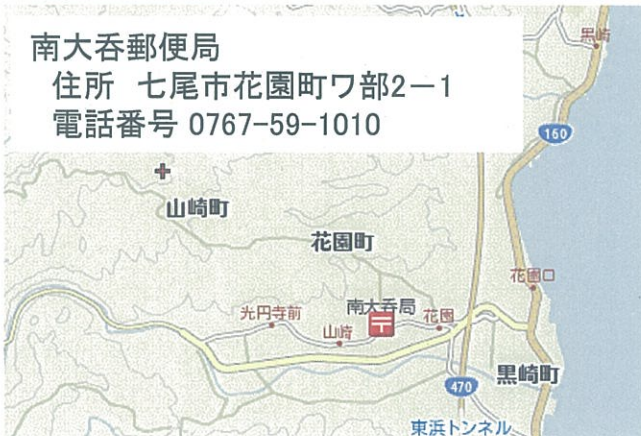 南大呑郵便局
住所 七尾市花園町ワ部2－1
電話番号 0767-59-1010
黒崎
160
山崎町
花園町
花園口
光円寺前
山崎
南大呑局
花園
黒崎町
470
東浜トンネル